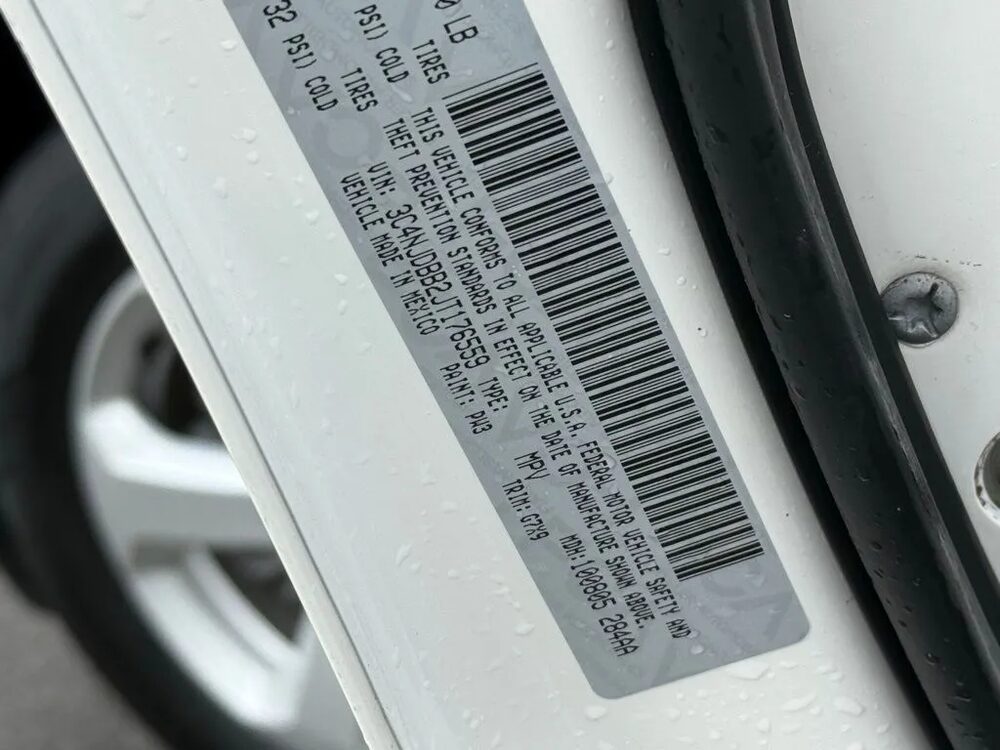 0 LB
PSI) COLD TIRES THIS VEHICLE CONFORMS TO ALL APPLICABLE U.S.A. FEDERAL MOTOR VEHICLE SAFETY AND
32 PSI) COLD TIRES THEFT PREVENTION STANDARDS IN EFFECT ON THE DATE OF MANUFACTURE SHOWN ABOVE.
VIN: 3C4NJDBB2JT176559 TYPE: MPV MDH:100805 284AA
VEHICLE MADE IN MEXICO PAINT: PW3 TRIM: G7X9